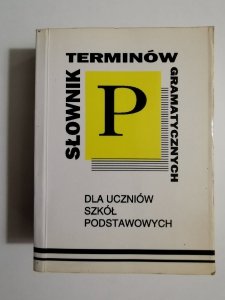 SŁOWNIK
TERMINÓW
GRAMATYCZNYCH
P
DLA UCZNIÓW
SZKÓŁ
PODSTAWOWYCH